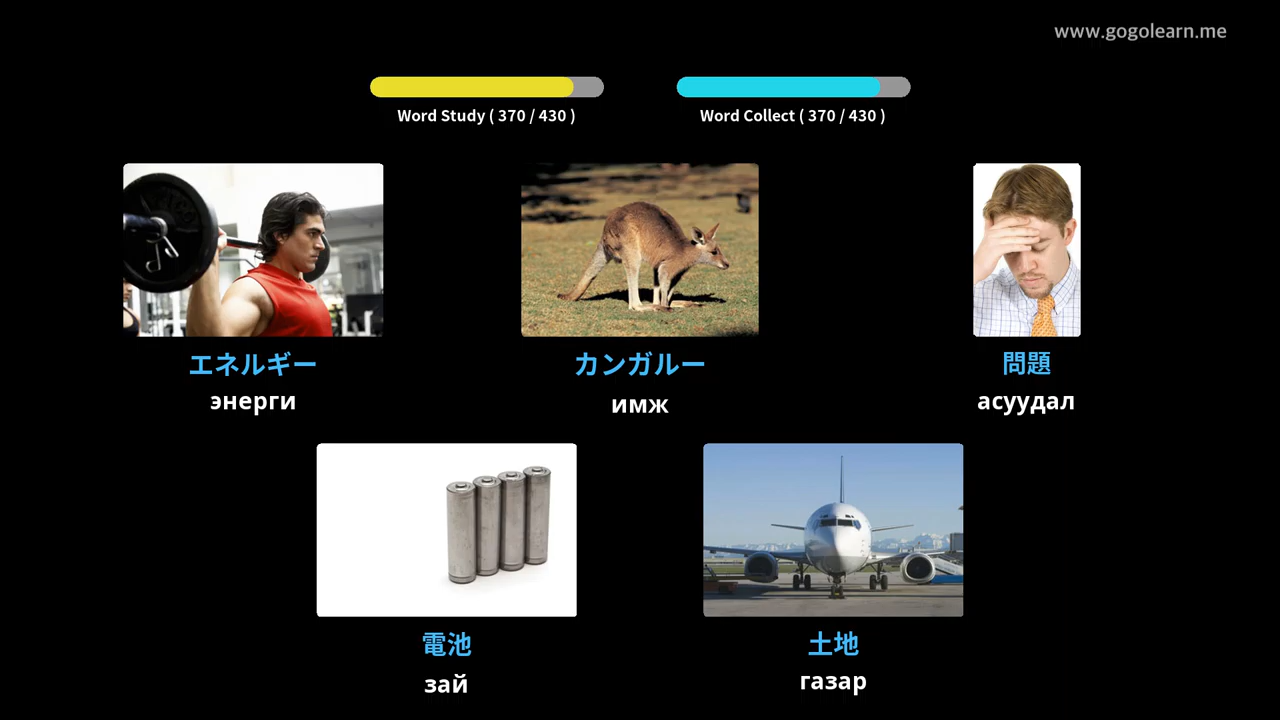 www.gogolearn.me
Word Study ( 370 / 430 )
Word Collect ( 370 / 430 )
エネルギー
энерги
カンガルー
имж
問題
асуудал
電池
зай
土地
газар